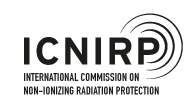 ICNIRP
INTERNATIONAL COMMISSION ON
NON-IONIZING RADIATION PROTECTION